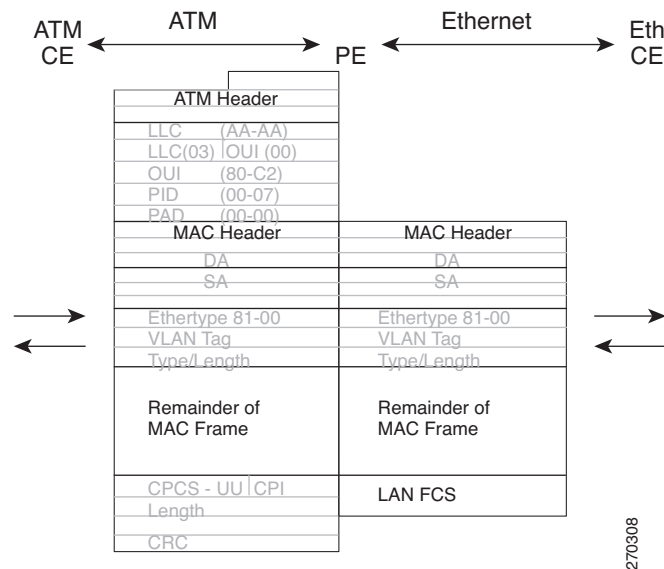 ATM CE
ATM
PE
Ethernet
Eth CE
ATM Header
LLC (AA-AA)
LLC(03) OUI (00)
OUI (80-C2)
PID (00-07)
PAD (00-00)
MAC Header
DA
SA
Ethertype 81-00
VLAN Tag
Type/Length
Remainder of
MAC Frame
CPCS - UU CPI
Length
CRC
MAC Header
DA
SA
Ethertype 81-00
VLAN Tag
Type/Length
Remainder of
MAC Frame
LAN FCS
270308